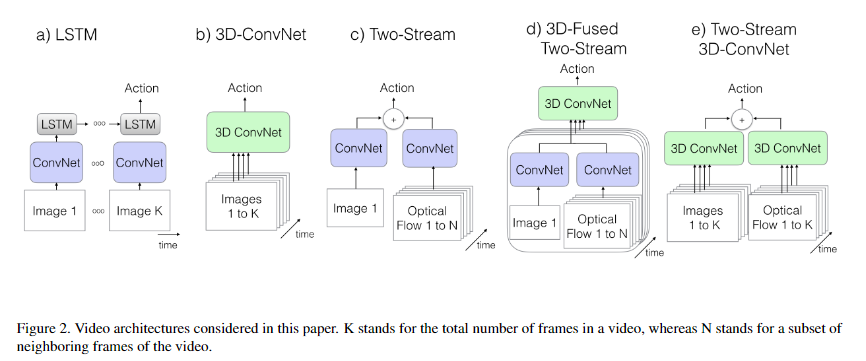 a) LSTM
Action
LSTM ooo LSTM
ConvNet ooo ConvNet
Image 1 ooo Image K
time
b) 3D-ConvNet
Action
3D ConvNet
Images
1 to K
time
c) Two-Stream
Action
+
ConvNet ConvNet
Image 1
Optical
Flow 1 to N
time
d) 3D-Fused
Two-Stream
Action
3D ConvNet
ConvNet ConvNet
Image 1
Optical
Flow 1 to N
time
e) Two-Stream
3D-ConvNet
Action
+
3D ConvNet 3D ConvNet
Images
1 to K
Optical
Flow 1 to K
time
Figure 2. Video architectures considered in this paper. K stands for the total number of frames in a video, whereas N stands for a subset of
neighboring frames of the video.